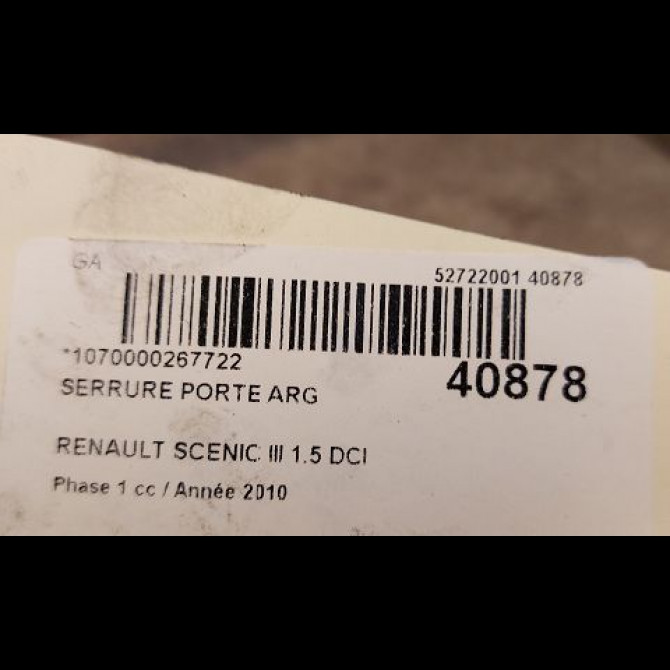 GA
52722001 40878
*1070000267722
40878
SERRURE PORTE ARG
RENAULT SCENIC III 1.5 DCI
Phase 1 cc / Année 2010